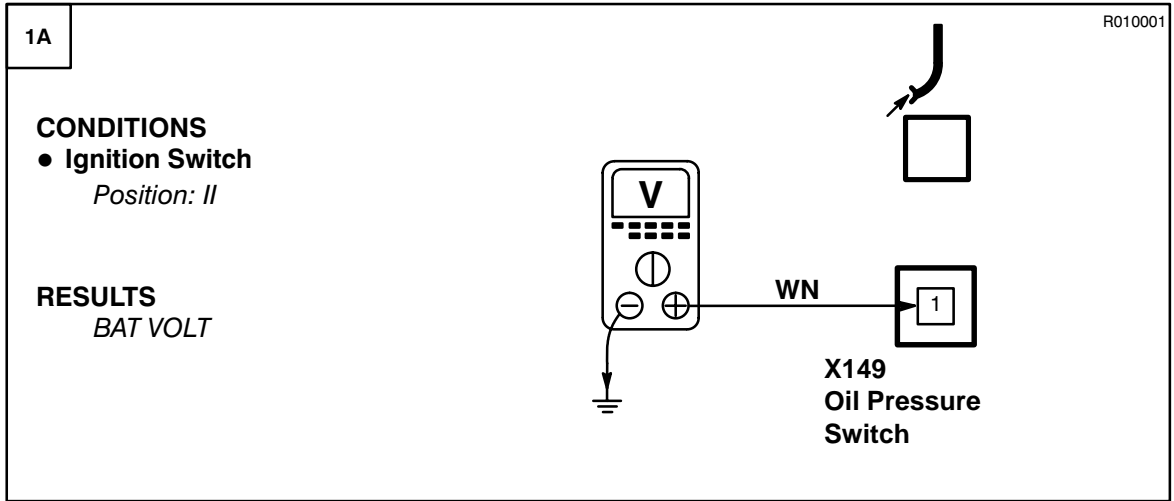 1A
R010001
CONDITIONS
● Ignition Switch
Position: II
V
RESULTS
BAT VOLT
WN
1
X149
Oil Pressure
Switch